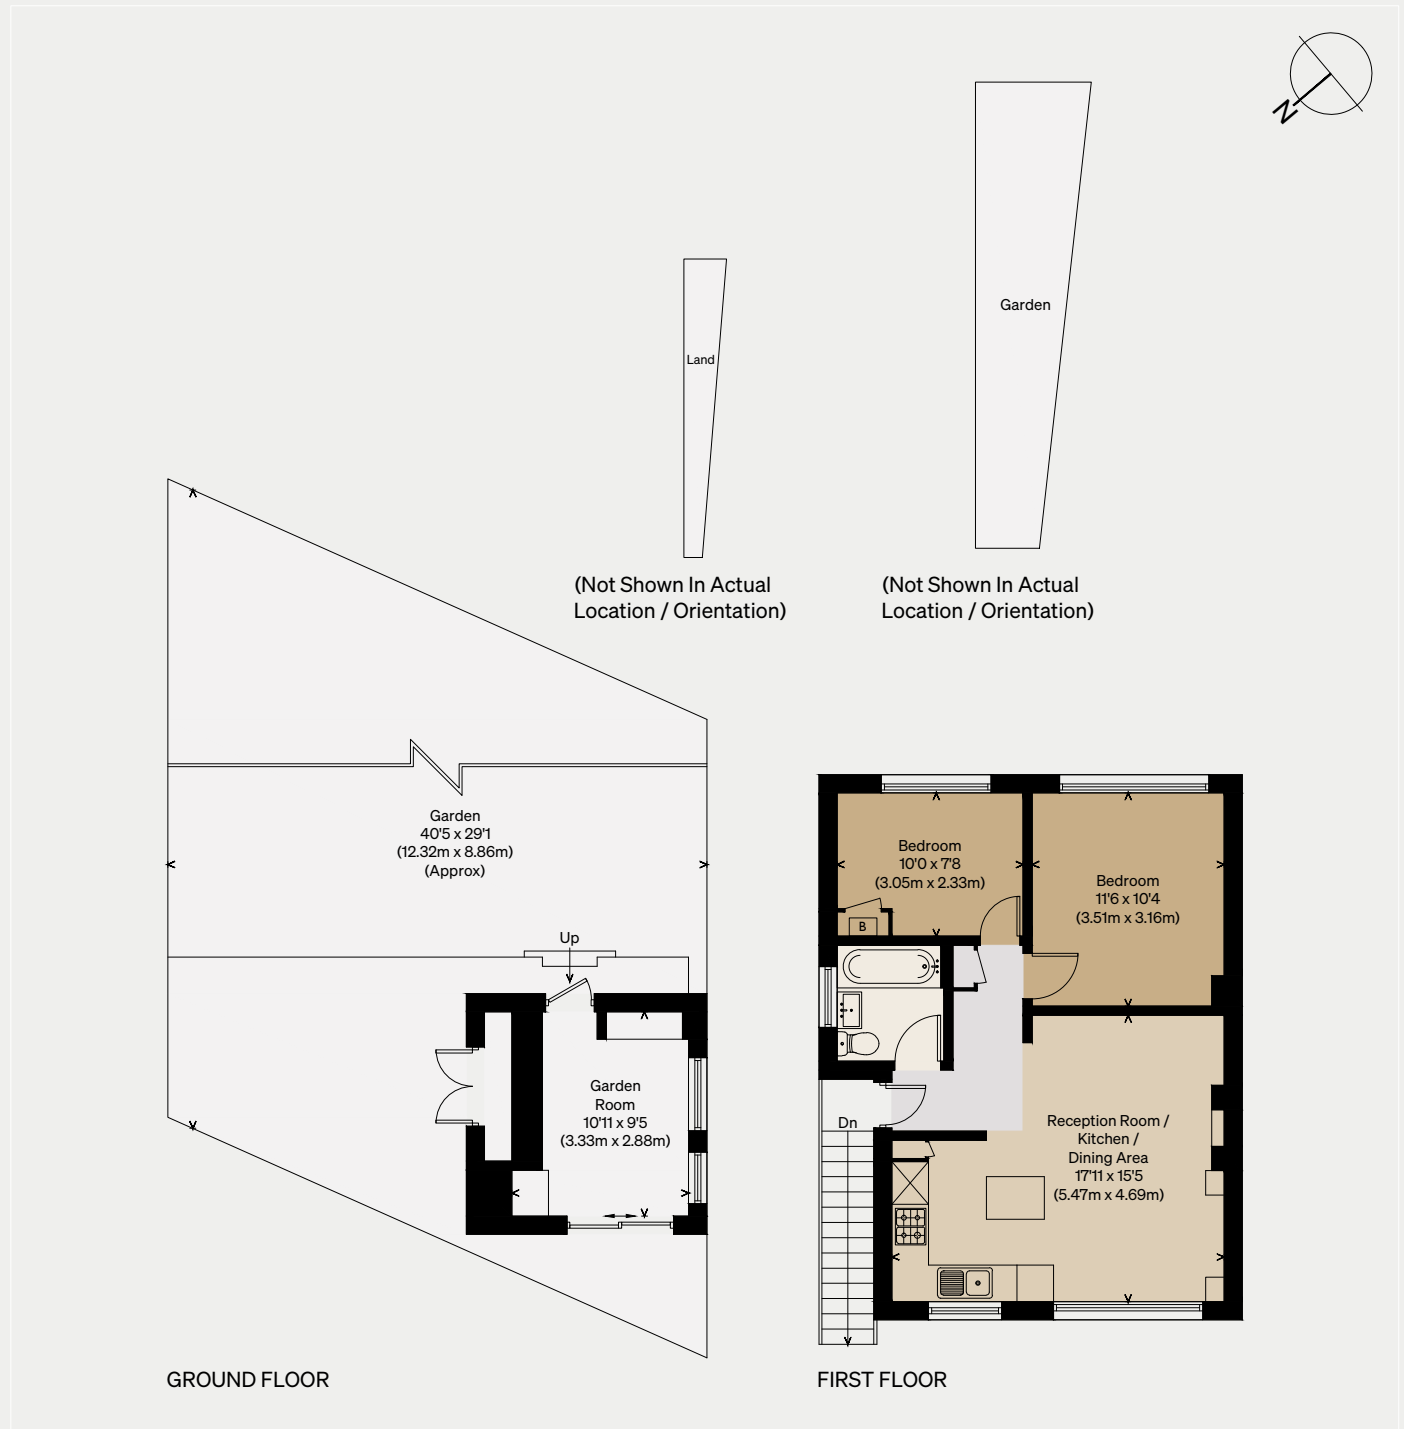 N
Garden
Land
(Not Shown In Actual
Location / Orientation)
(Not Shown In Actual
Location / Orientation)
Garden
40'5 x 29'1
(12.32m x 8.86m)
(Approx)
Up
Garden
Room
10'11 x 9'5
(3.33m x 2.88m)
Bedroom
10'0 x 7'8
(3.05m x 2.33m)
B
Bedroom
11'6 x 10'4
(3.51m x 3.16m)
Dn
Reception Room /
Kitchen /
Dining Area
17'11 x 15'5
(5.47m x 4.69m)
GROUND FLOOR
FIRST FLOOR